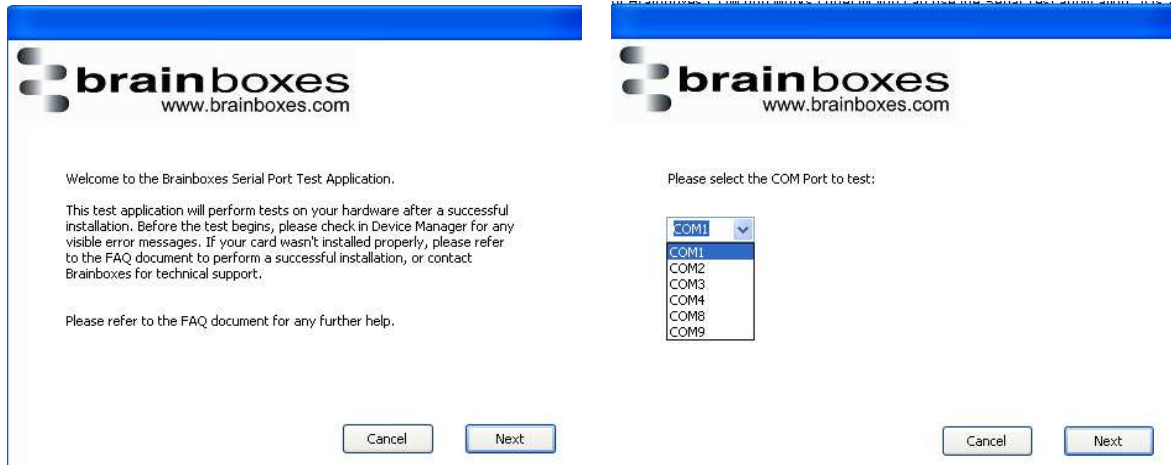 brainboxes
www.brainboxes.com
Welcome to the Brainboxes Serial Port Test Application.
This test application will perform tests on your hardware after a successful
installation. Before the test begins, please check in Device Manager for any
visible error messages. If your card wasn't installed properly, please refer
to the FAQ document to perform a successful installation, or contact
Brainboxes for technical support.
Please refer to the FAQ document for any further help.
Cancel
Next
brainboxes
www.brainboxes.com
Please select the COM Port to test:
COM1
COM1
COM2
COM3
COM4
COM8
COM9
Cancel
Next